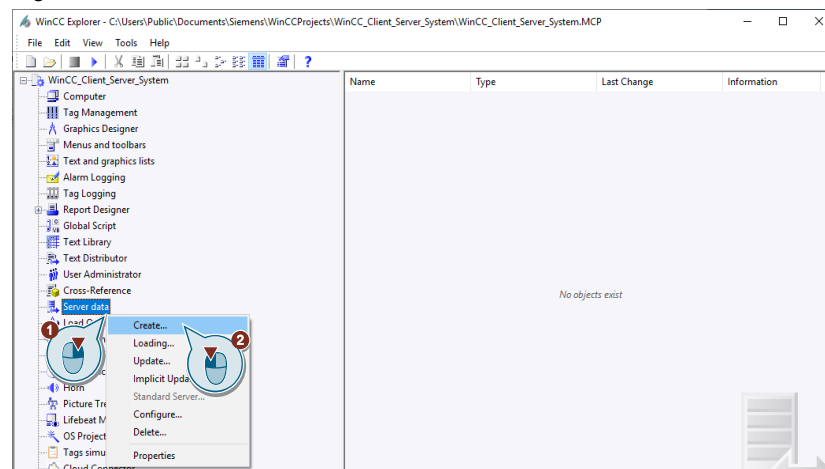 WinCC Explorer - C:\Users\Public\Documents\Siemens\WinCCProjects\WinCC_Client_Server_System\WinCC_Client_Server_System.MCP
File Edit View Tools Help
WinCC_Client_Server_System
Name Type Last Change Information
Computer
Tag Management
Graphics Designer
Menus and toolbars
Text and graphics lists
Alarm Logging
Tag Logging
Report Designer
Global Script
Text Library
Text Distributor
User Administrator
Cross-Reference
No objects exist
Server data
Load O
1
Create...
2
Loading...
Update...
Implicit Upda
Horn
Standard Server...
Picture Tre
Lifebeat M
Configure...
OS Project
Delete...
Tags simu
Properties
Cloud Connector